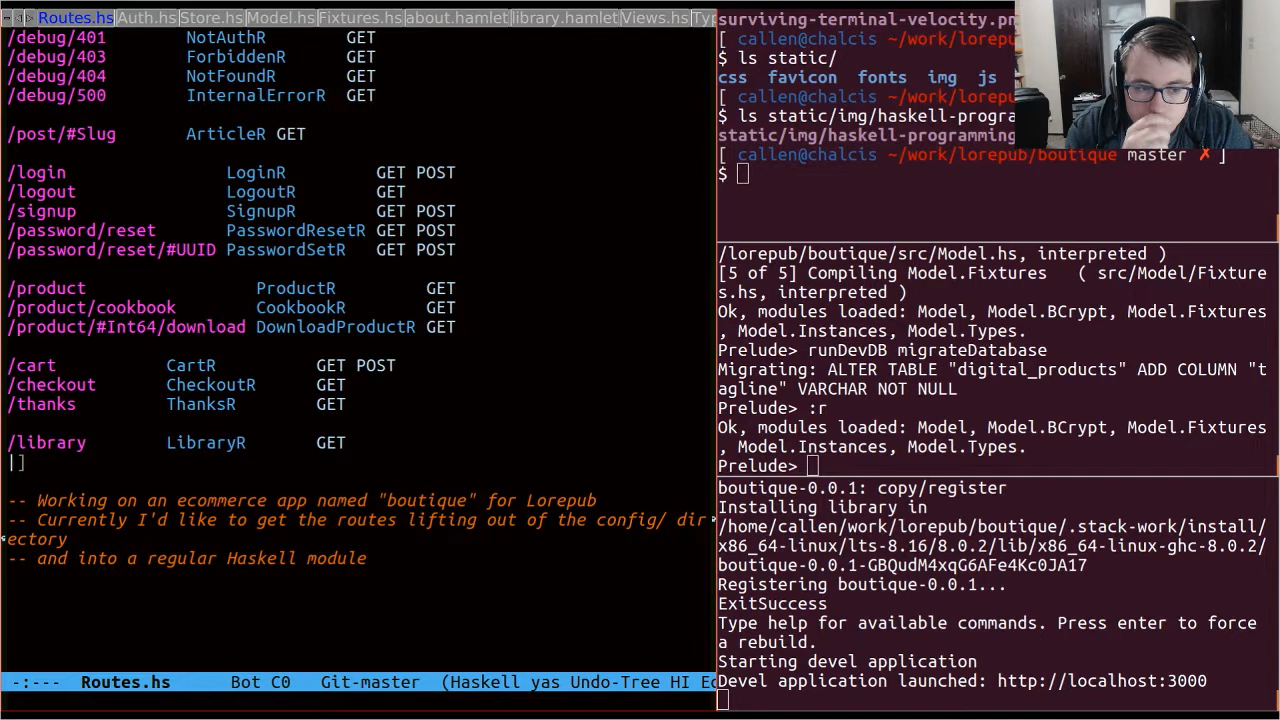 Routes.hs Auth.hs Store.hs Model.hs Fixtures.hs about.hamlet library.hamlet Views.hs Ty
/debug/401 NotAuthR GET
/debug/403 ForbiddenR GET
/debug/404 NotFoundR GET
/debug/500 InternalErrorR GET
/post/#Slug ArticleR GET
/login LoginR GET POST
/logout LogoutR GET
/signup SignupR GET POST
/password/reset PasswordResetR GET POST
/password/reset/#UUID PasswordSetR GET POST
/product ProductR GET
/product/cookbook CookbookR GET
/product/#Int64/download DownloadProductR GET
/cart CartR GET POST
/checkout CheckoutR GET
/thanks ThanksR GET
/library LibraryR GET
|]
-- Working on an ecommerce app named "boutique" for Lorepub
-- Currently I'd like to get the routes lifting out of the config/ dir
ectory
-- and into a regular Haskell module
-:--- Routes.hs Bot C0 Git-master (Haskell yas Undo-Tree HI Ec
surviving-terminal-velocity.pn
[ callen@chalcis ~/work/lorepu
$ ls static/
css favicon fonts img js
[ callen@chalcis ~/work/lorepu
$ ls static/img/haskell-progra
static/img/haskell-programming
[ callen@chalcis ~/work/lorepub/boutique master ✗ ]
$
/lorepub/boutique/src/Model.hs, interpreted )
[5 of 5] Compiling Model.Fixtures ( src/Model/Fixture
s.hs, interpreted )
Ok, modules loaded: Model, Model.BCrypt, Model.Fixtures
, Model.Instances, Model.Types.
Prelude> runDevDB migrateDatabase
Migrating: ALTER TABLE "digital_products" ADD COLUMN "t
agline" VARCHAR NOT NULL
Prelude> :r
Ok, modules loaded: Model, Model.BCrypt, Model.Fixtures
, Model.Instances, Model.Types.
Prelude>
boutique-0.0.1: copy/register
Installing library in
/home/callen/work/lorepub/boutique/.stack-work/install/
x86_64-linux/lts-8.16/8.0.2/lib/x86_64-linux-ghc-8.0.2/
boutique-0.0.1-GBQudM4xqG6AFe4Kc0JA17
Registering boutique-0.0.1...
ExitSuccess
Type help for available commands. Press enter to force
a rebuild.
Starting devel application
Devel application launched: http://localhost:3000